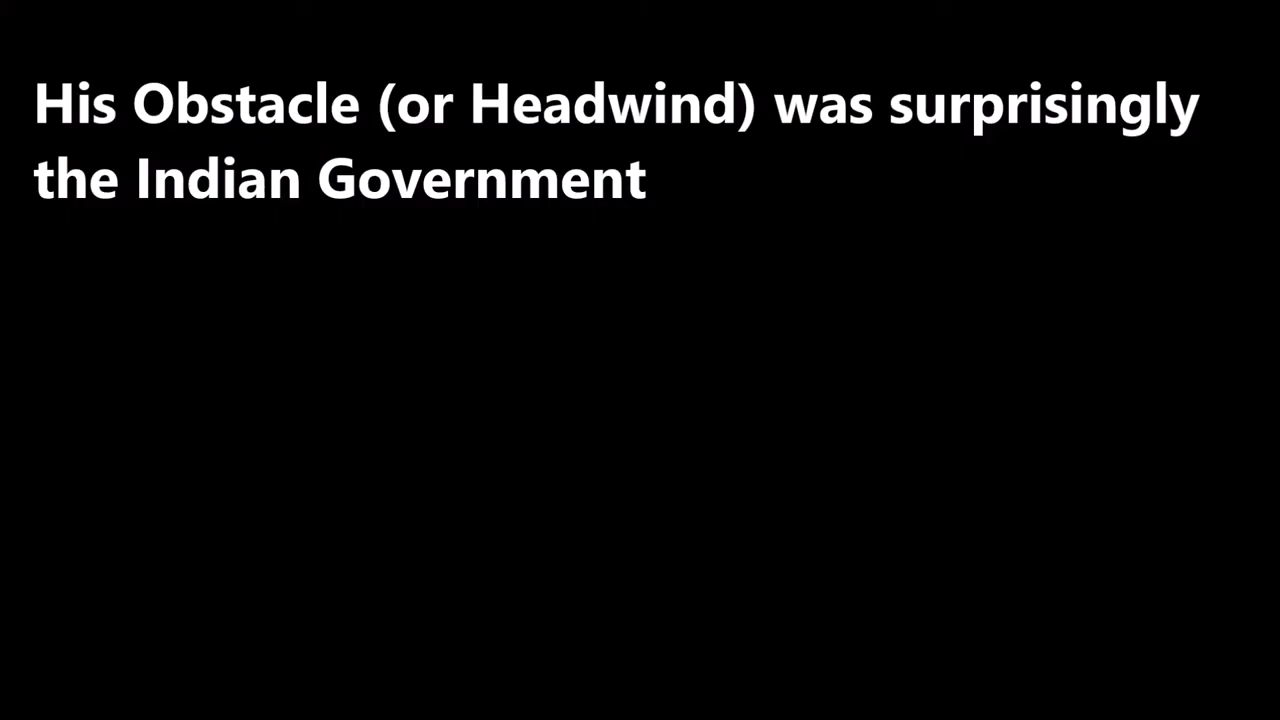 His Obstacle (or Headwind) was surprisingly
the Indian Government